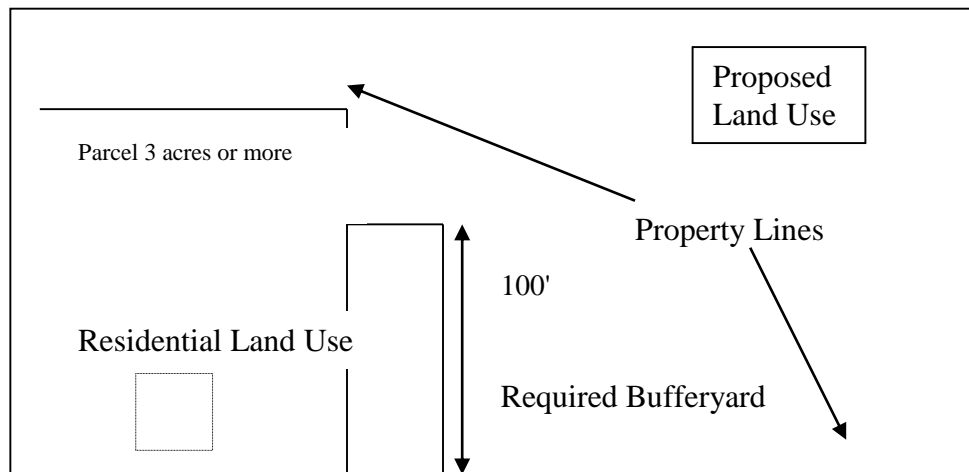 Proposed
Land Use
Parcel 3 acres or more
Property Lines
100'
Residential Land Use
Required Bufferyard